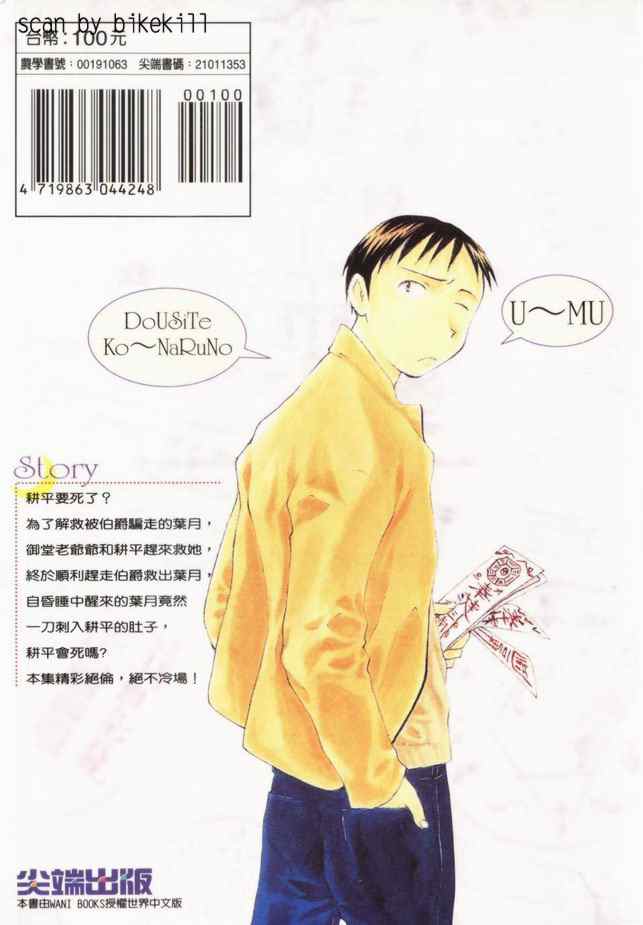 scan by bikekill
台幣：100元
農學書號：00191063 尖端書碼：21011353
00100
4 719863 044248
DoUSiTe
Ko～NaRuNo
U～MU
Story
耕平要死了？
為了解救被伯爵騙走的葉月，
御堂老爺爺和耕平趕來救她，
終於順利趕走伯爵救出葉月，
自昏睡中醒來的葉月竟然
一刀刺入耕平的肚子，
耕平會死嗎?
本集精彩絕倫，絕不冷場！
尖端出版
本書由WANI BOOKS授權世界中文版